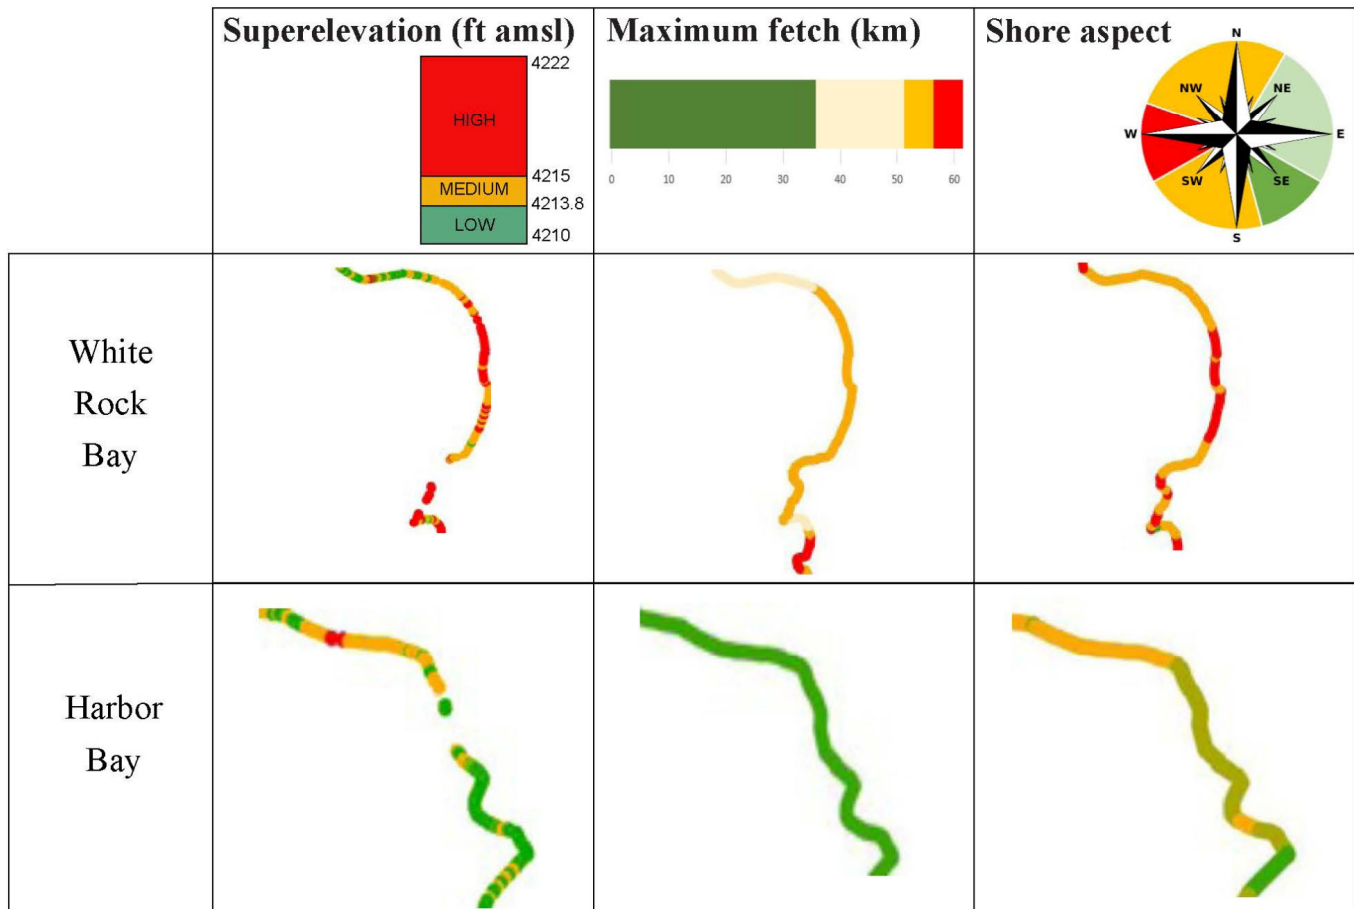 Superelevation (ft amsl)
4222
HIGH
4215
MEDIUM
4213.8
LOW
4210
Maximum fetch (km)
0 10 20 30 40 50 60
Shore aspect
N
NW NE
W E
SW SE
S
White
Rock
Bay
Harbor
Bay